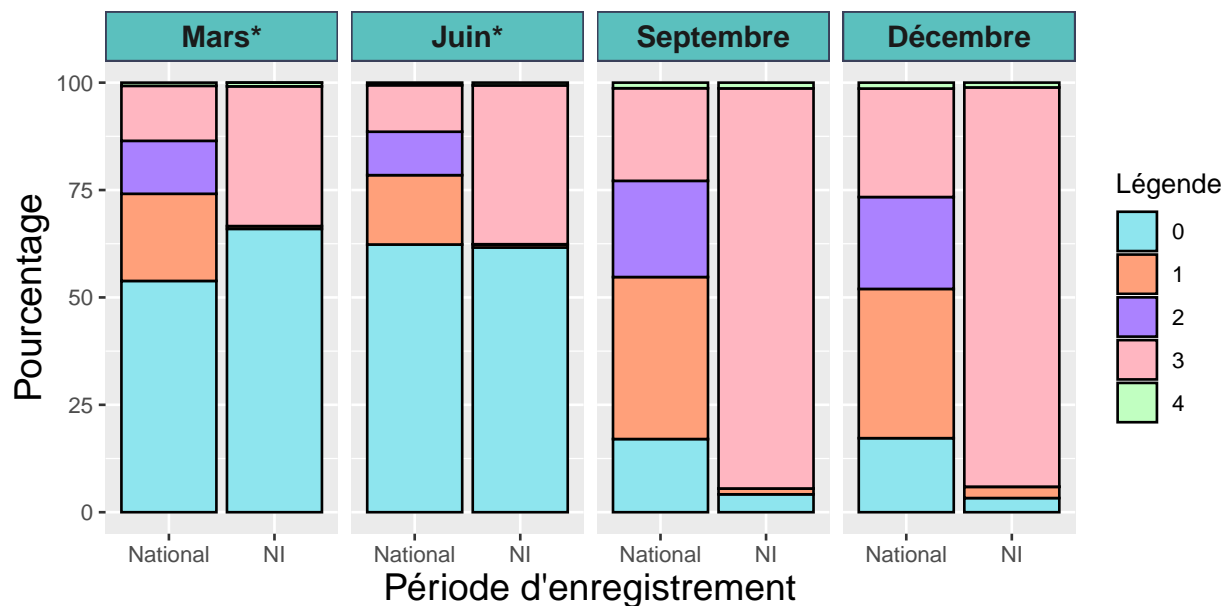 Mars* Juin* Septembre Décembre
100
75
50
25
0
Pourcentage
National NI National NI National NI National NI
Période d'enregistrement
Légende
0
1
2
3
4